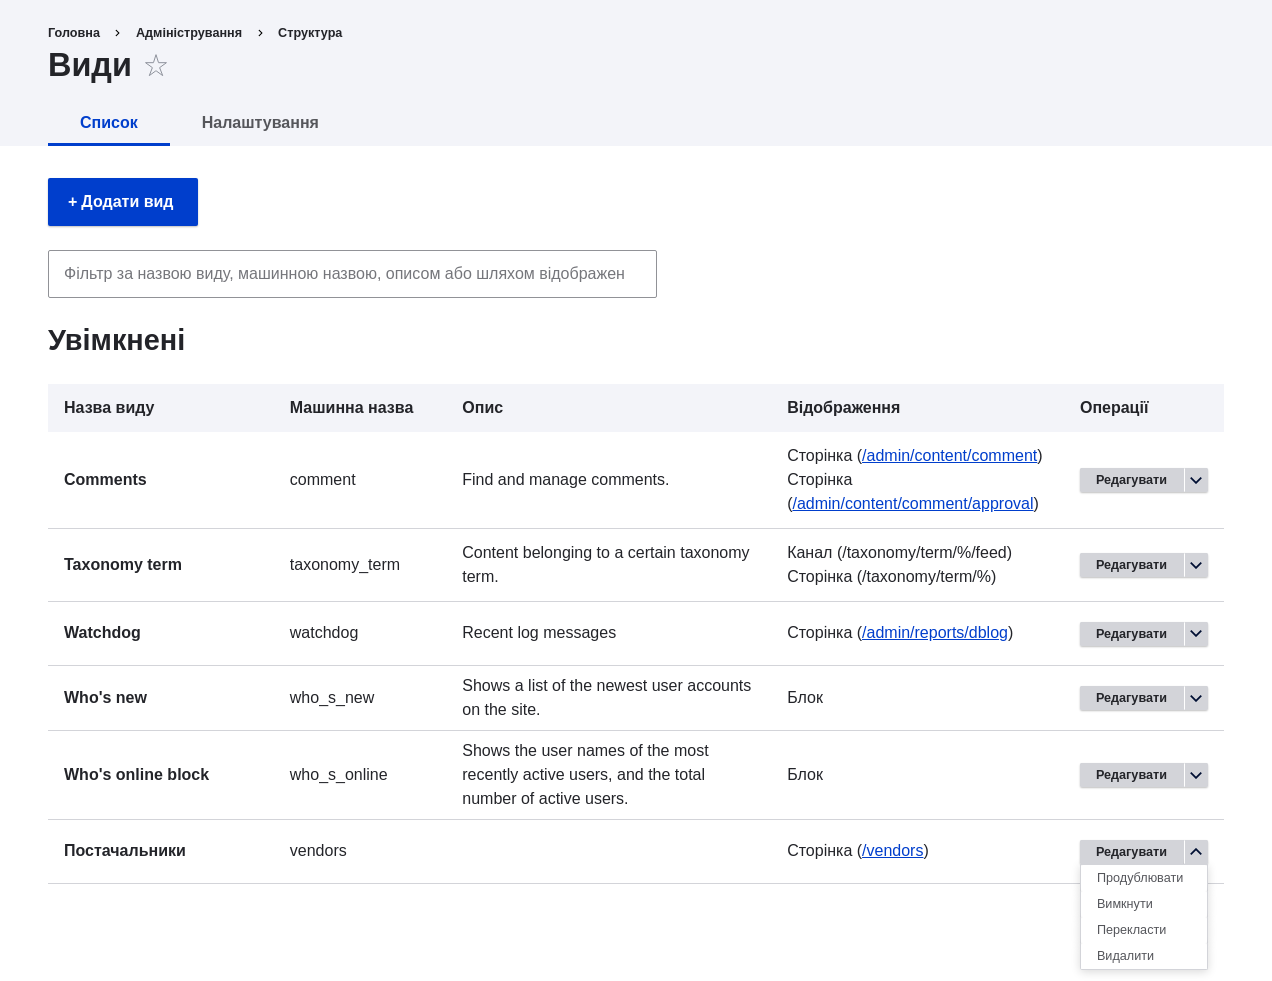 Головна › Адміністрування › Структура
Види ☆
Список Налаштування
+ Додати вид
Фільтр за назвою виду, машинною назвою, описом або шляхом відображен
Увімкнені
Назва виду Машинна назва Опис Відображення Операції
Comments comment Find and manage comments. Сторінка (/admin/content/comment)
Сторінка
(/admin/content/comment/approval) Редагувати
Taxonomy term taxonomy_term Content belonging to a certain taxonomy
term. Канал (/taxonomy/term/%/feed)
Сторінка (/taxonomy/term/%) Редагувати
Watchdog watchdog Recent log messages Сторінка (/admin/reports/dblog) Редагувати
Who's new who_s_new Shows a list of the newest user accounts
on the site. Блок Редагувати
Who's online block who_s_online Shows the user names of the most
recently active users, and the total
number of active users. Блок Редагувати
Постачальники vendors Сторінка (/vendors) Редагувати
Продублювати
Вимкнути
Перекласти
Видалити